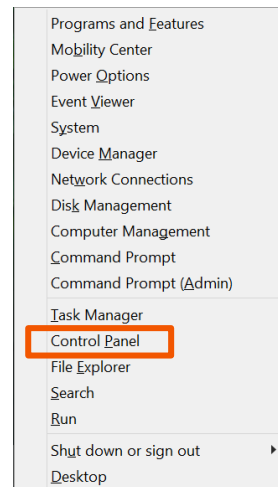 Programs and Features
Mobility Center
Power Options
Event Viewer
System
Device Manager
Network Connections
Disk Management
Computer Management
Command Prompt
Command Prompt (Admin)
Task Manager
Control Panel
File Explorer
Search
Run
Shut down or sign out
Desktop